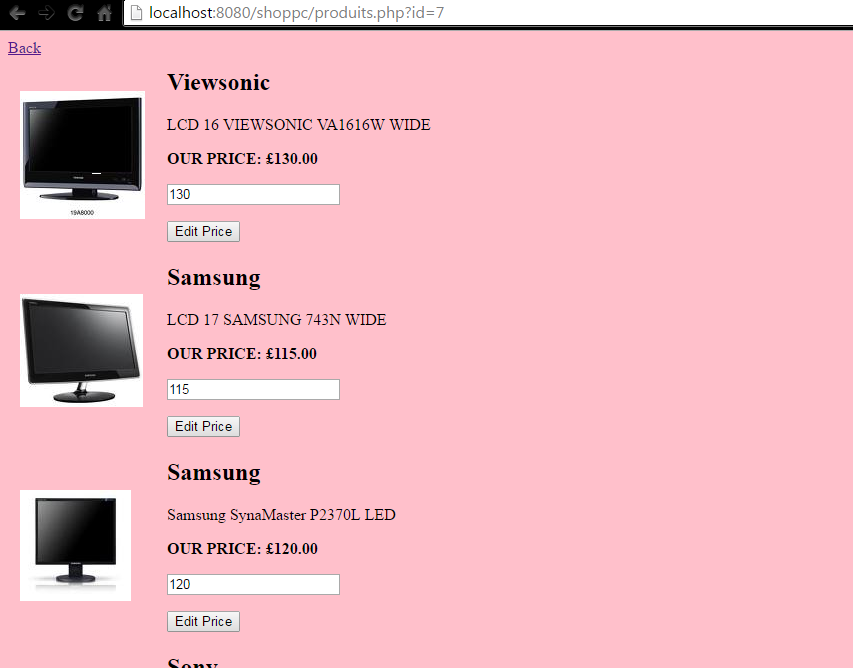 localhost:8080/shoppc/produits.php?id=7
Back
Viewsonic
LCD 16 VIEWSONIC VA1616W WIDE
OUR PRICE: £130.00
130
Edit Price
19A8000
Samsung
LCD 17 SAMSUNG 743N WIDE
OUR PRICE: £115.00
115
Edit Price
Samsung
Samsung SynaMaster P2370L LED
OUR PRICE: £120.00
120
Edit Price
Sony